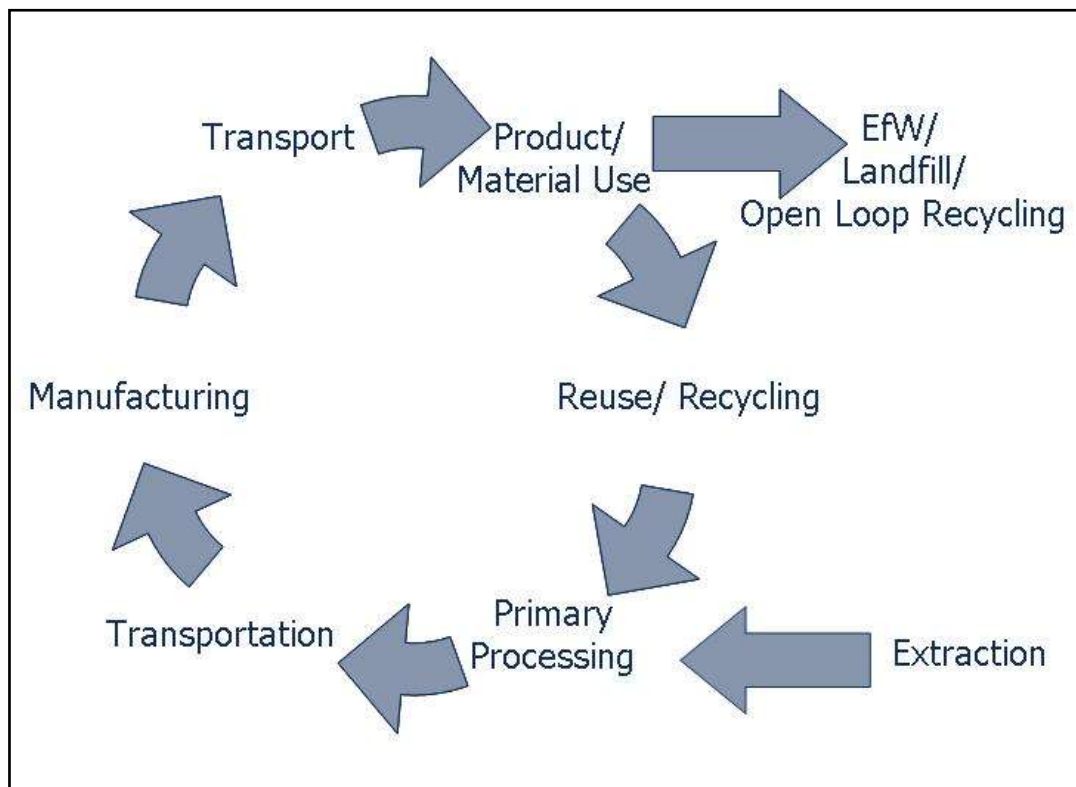 Transport
Product/
Material Use
EfW/
Landfill/
Open Loop Recycling
Manufacturing
Reuse/ Recycling
Transportation
Primary
Processing
Extraction